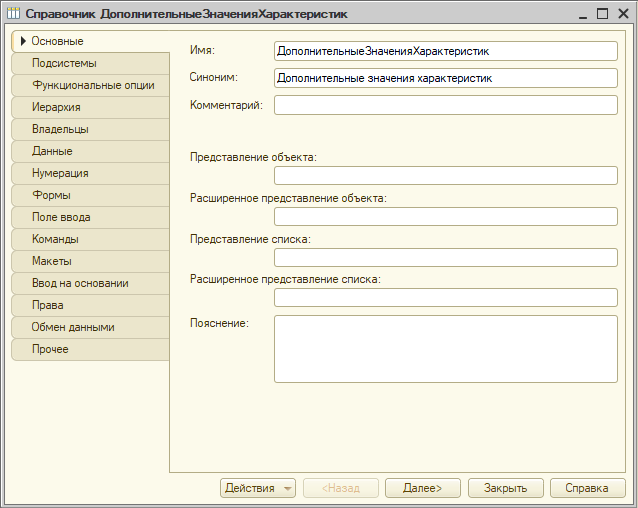 Справочник ДополнительныеЗначенияХарактеристик
Основные
Подсистемы
Функциональные опции
Иерархия
Владельцы
Данные
Нумерация
Формы
Поле ввода
Команды
Макеты
Ввод на основании
Права
Обмен данными
Прочее
Имя: ДополнительныеЗначенияХарактеристик
Синоним: Дополнительные значения характеристик
Комментарий:
Представление объекта:
Расширенное представление объекта:
Представление списка:
Расширенное представление списка:
Пояснение:
Действия <Назад Далее> Закрыть Справка